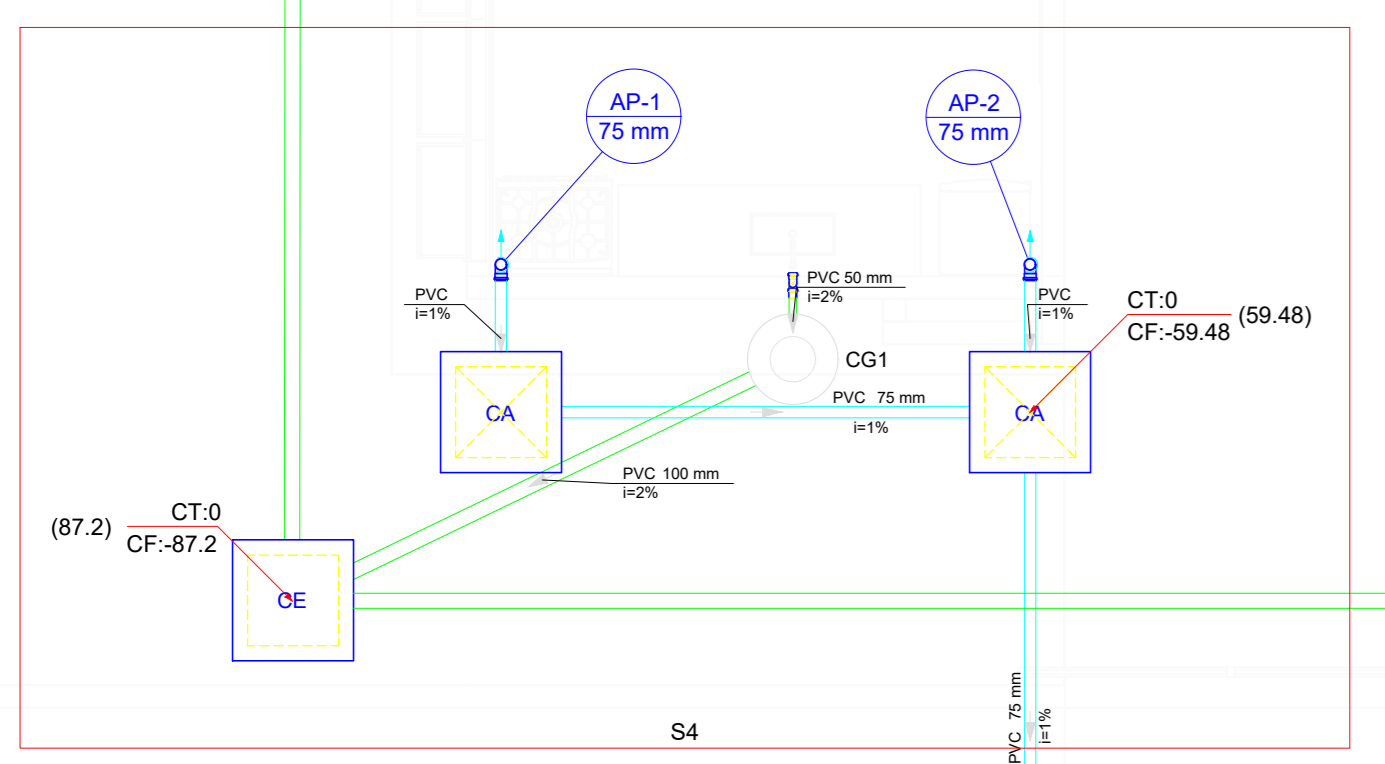 AP-1
75 mm
AP-2
75 mm
PVC 50 mm
i=2%
PVC
i=1%
PVC
i=1%
CT:0
CF:-59.48
(59.48)
CG1
PVC 75 mm
i=1%
CA
CA
PVC 100 mm
i=2%
CT:0
CF:-87.2
(87.2)
CE
PVC 75 mm
i=1%
S4